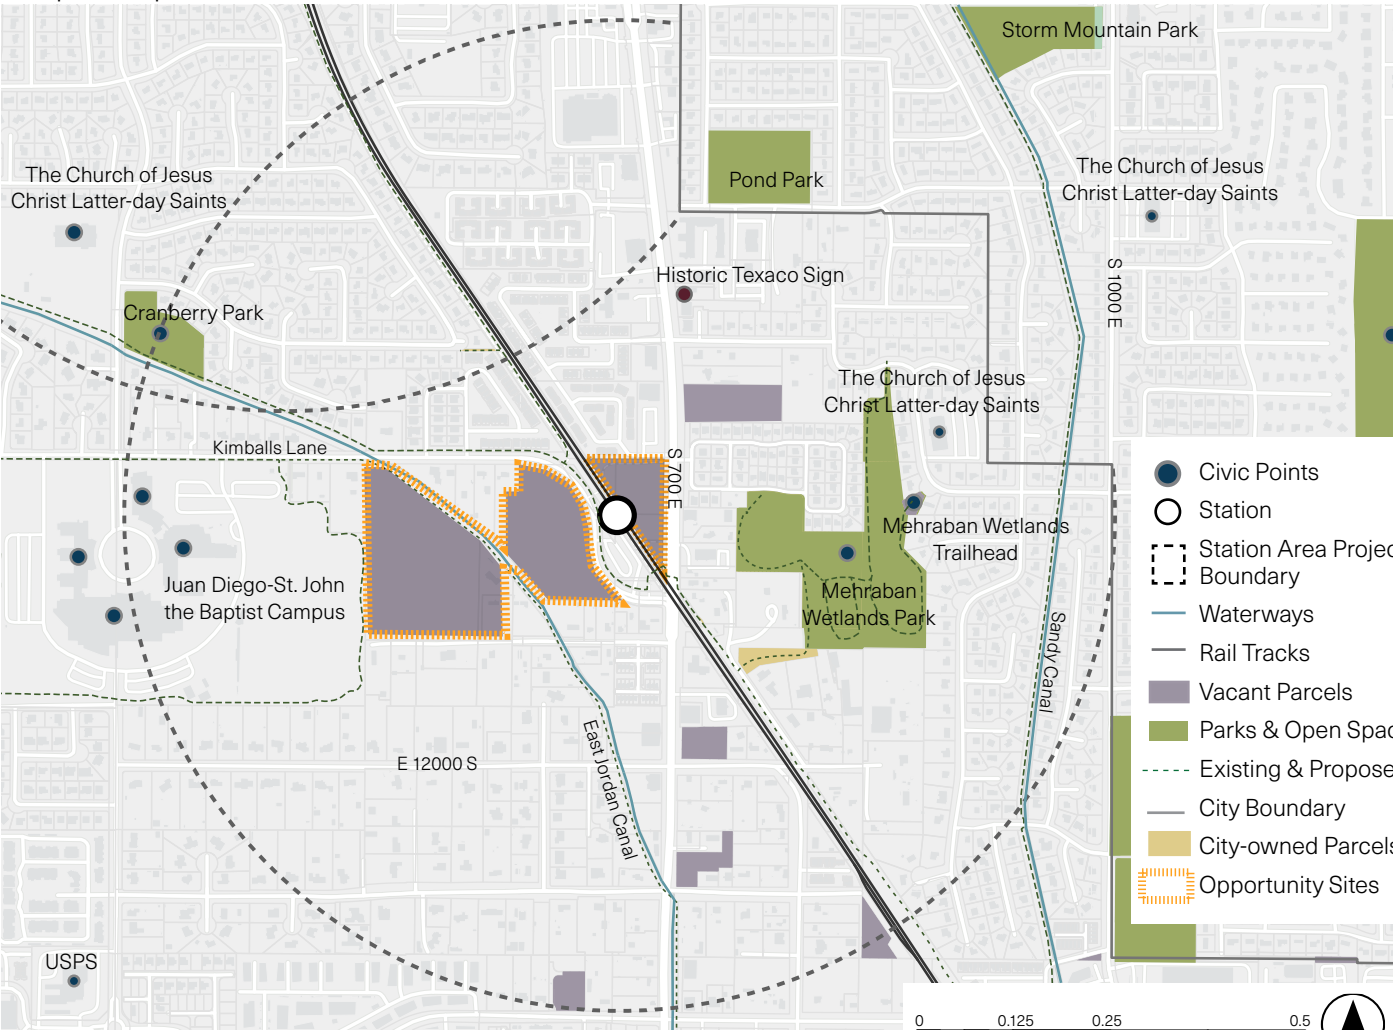 Storm Mountain Park
The Church of Jesus
Christ Latter-day Saints
Pond Park
The Church of Jesus
Christ Latter-day Saints
S 1000 E
Historic Texaco Sign
Cranberry Park
The Church of Jesus
Christ Latter-day Saints
Kimballs Lane
S 700 E
Mehraban Wetlands
Trailhead
Juan Diego-St. John
the Baptist Campus
Mehraban
Wetlands Park
Sandy Canal
East Jordan Canal
E 12000 S
USPS
Civic Points
Station
Station Area Projec
Boundary
Waterways
Rail Tracks
Vacant Parcels
Parks & Open Spac
Existing & Propose
City Boundary
City-owned Parcels
Opportunity Sites
0 0.125 0.25 0.5